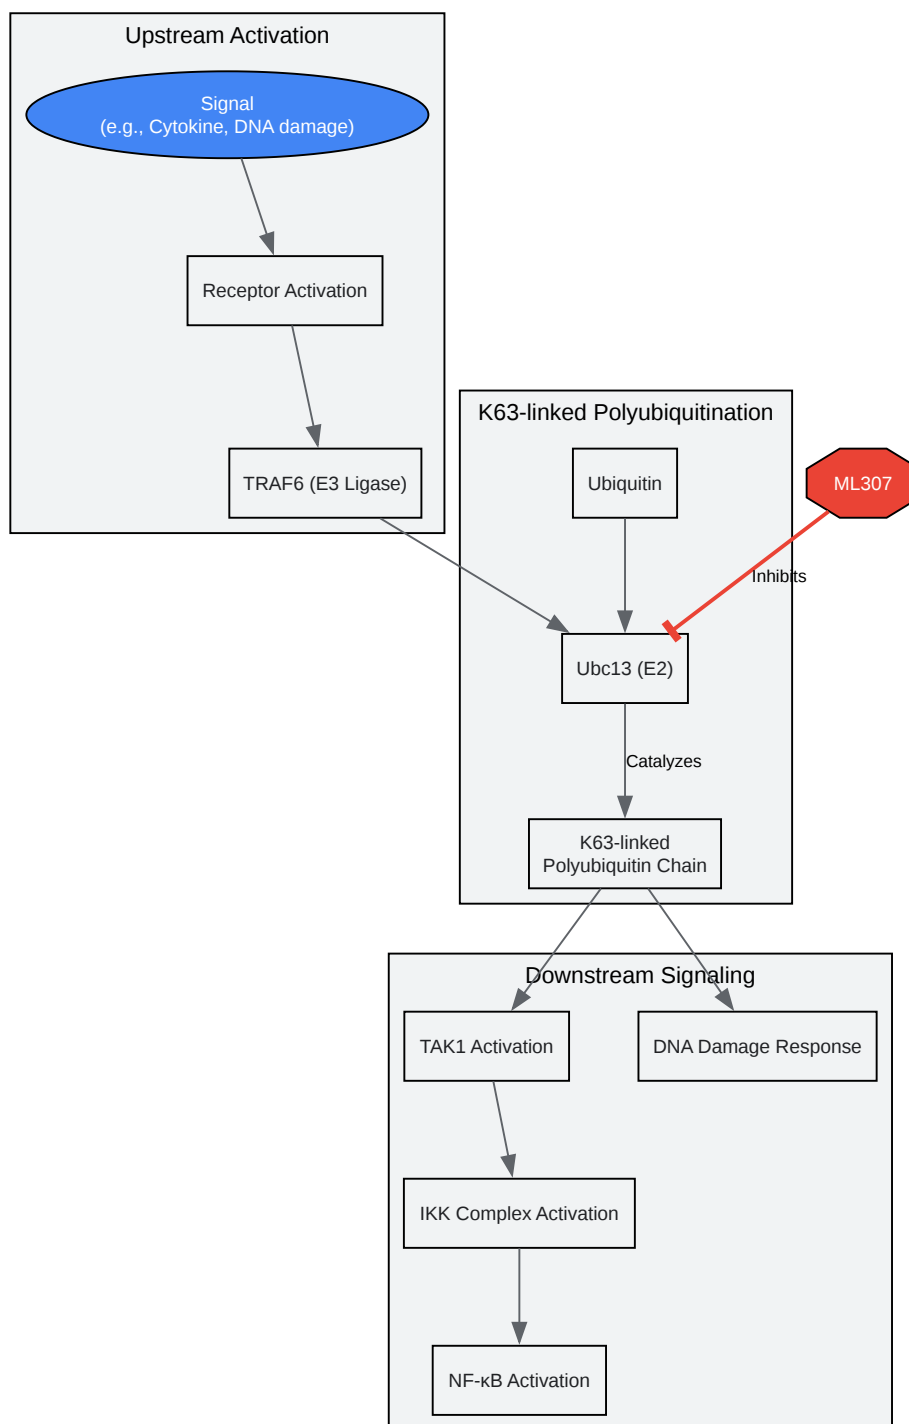 Upstream Activation
Signal
(e.g., Cytokine, DNA damage)
Receptor Activation
TRAF6 (E3 Ligase)
K63-linked Polyubiquitination
Ubiquitin
ML307
Inhibits
Ubc13 (E2)
Catalyzes
K63-linked
Polyubiquitin Chain
Downstream Signaling
TAK1 Activation
DNA Damage Response
IKK Complex Activation
NF-κB Activation